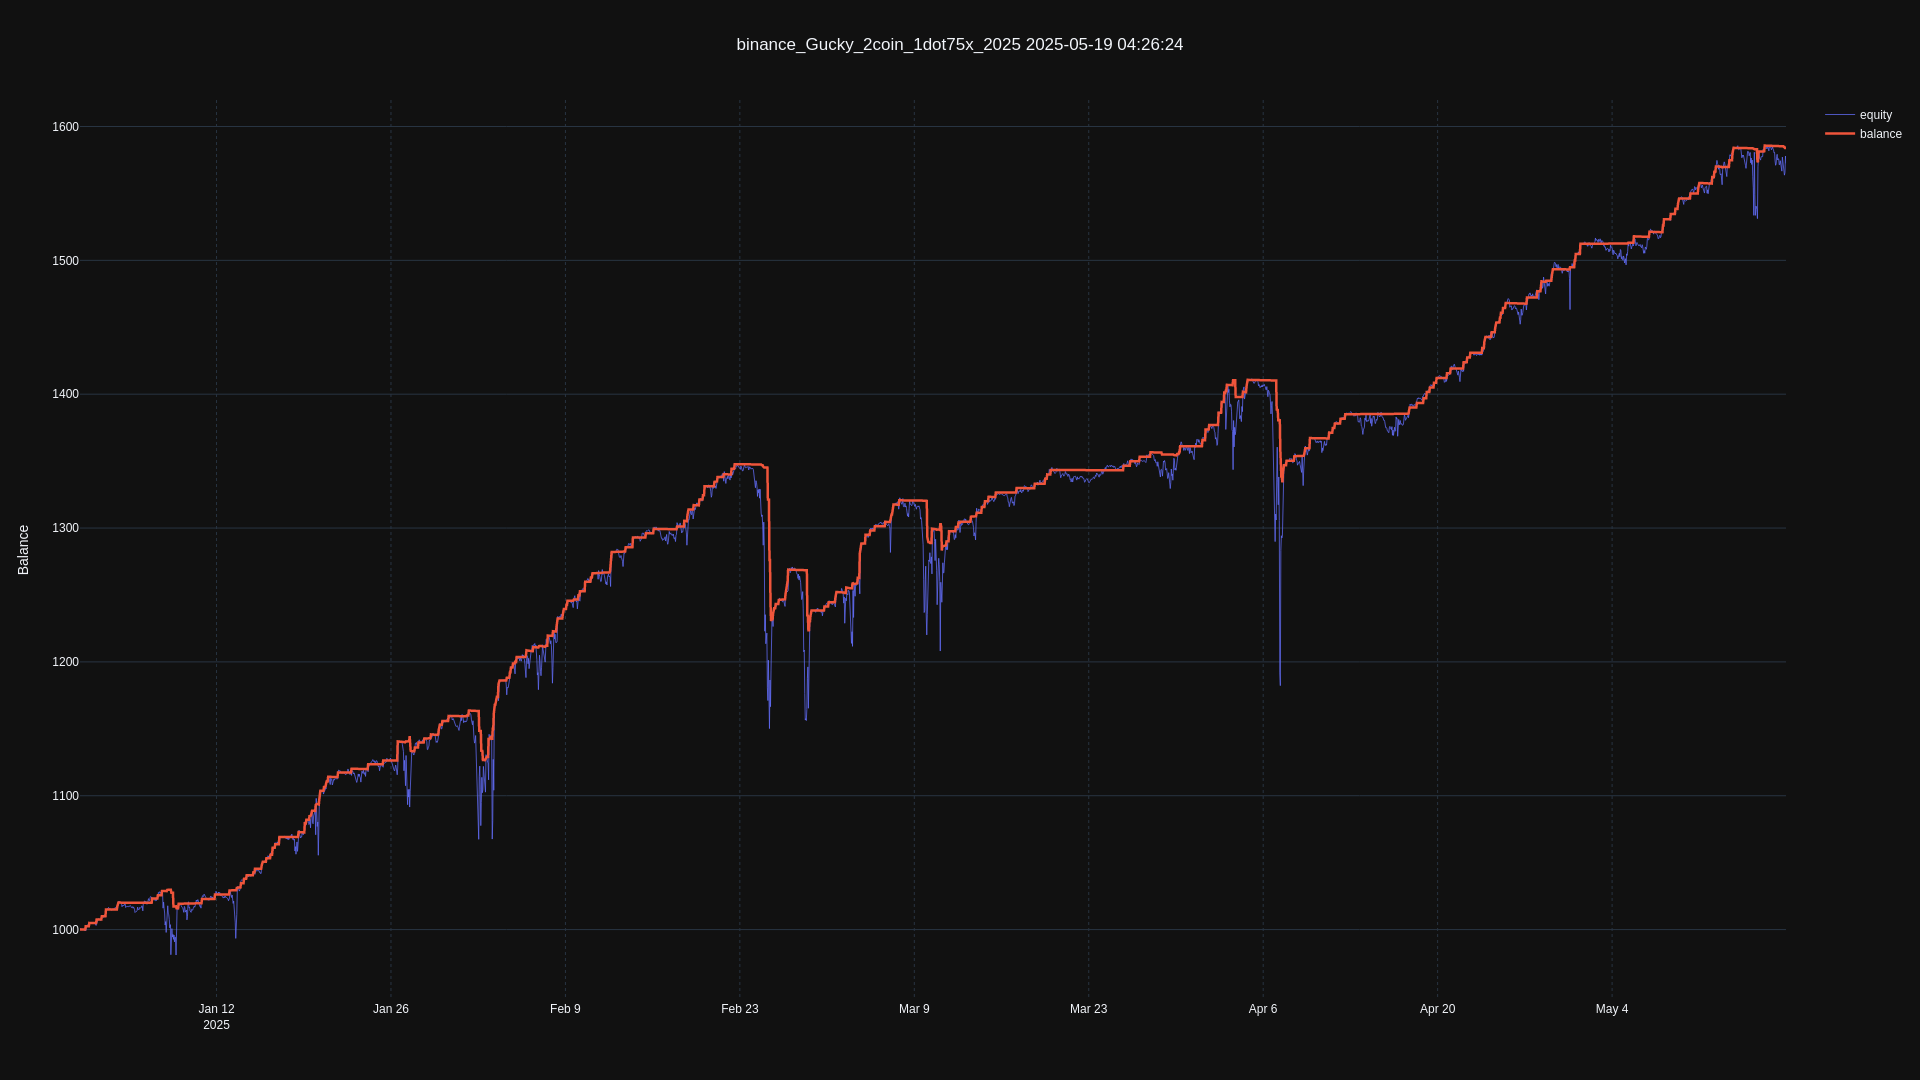 binance_Gucky_2coin_1dot75x_2025 2025-05-19 04:26:24
equity
balance
Balance
1600
1500
1400
1300
1200
1100
1000
Jan 12
2025
Jan 26
Feb 9
Feb 23
Mar 9
Mar 23
Apr 6
Apr 20
May 4